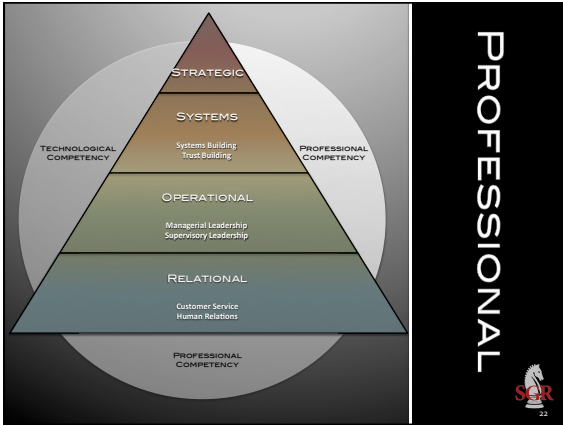 STRATEGIC
SYSTEMS
Systems Building
Trust Building
TECHNOLOGICAL
COMPETENCY
PROFESSIONAL
COMPETENCY
OPERATIONAL
Managerial Leadership
Supervisory Leadership
RELATIONAL
Customer Service
Human Relations
PROFESSIONAL
COMPETENCY
PROFESSIONAL
SGR
22